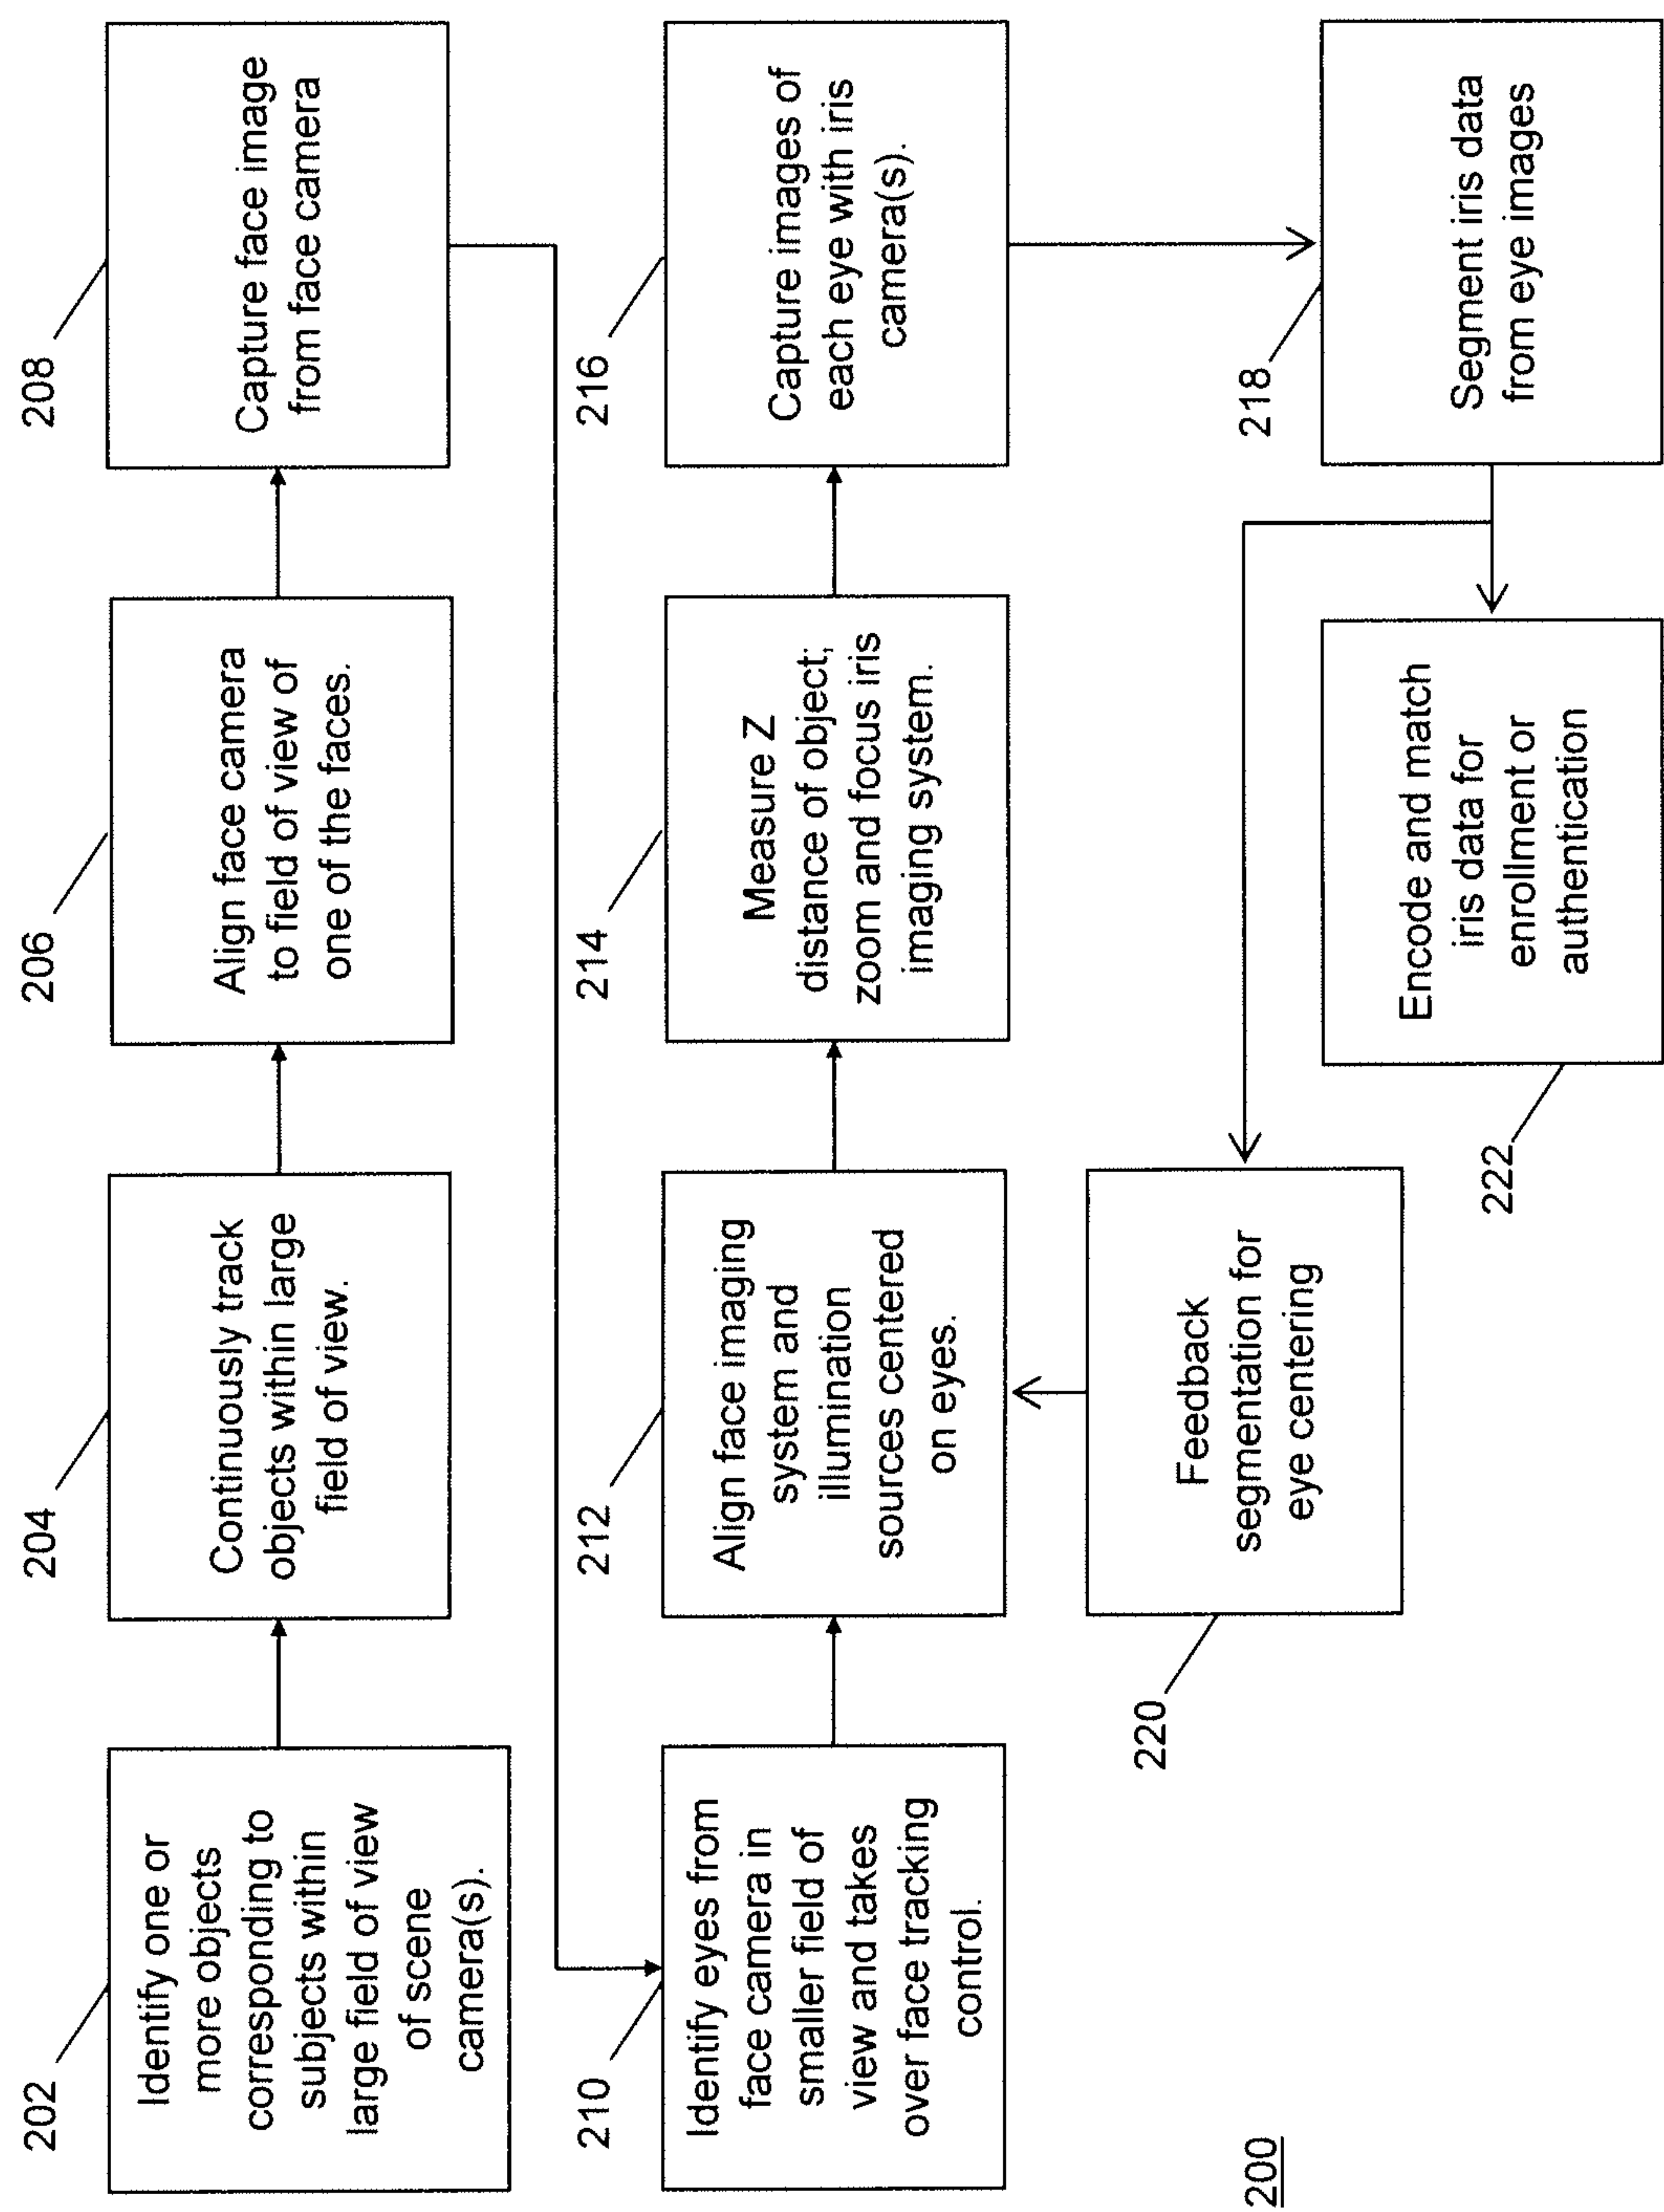 202
Identify one or
more objects
corresponding to
subjects within
large field of view
of scene
camera(s).
204
Continuously track
objects within large
field of view.
206
Align face camera
to field of view of
one of the faces.
208
Capture face image
from face camera
210
Identify eyes from
face camera in
smaller field of
view and takes
over face tracking
control.
212
Align face imaging
system and
illumination
sources centered
on eyes.
214
Measure Z
distance of object;
zoom and focus iris
imaging system.
216
Capture images of
each eye with iris
camera(s).
218
Segment iris data
from eye images
220
Feedback
segmentation for
eye centering
222
Encode and match
iris data for
enrollment or
authentication
200